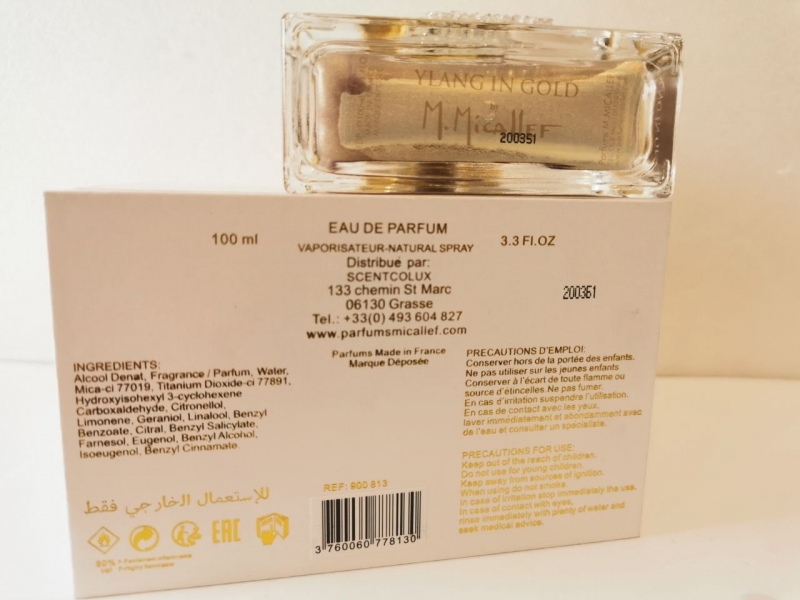 YLANG IN GOLD
BY
M. MicallEF
200351
100 ml
EAU DE PARFUM
VAPORISATEUR-NATURAL SPRAY
3.3 Fl.OZ
Distribué par:
SCENTCOLUX
133 chemin St Marc
06130 Grasse
Tel.: +33(0) 493 604 827
www.parfumsmicallef.com
200351
Parfums Made in France
Marque Déposée
INGREDIENTS:
Alcool Denat, Fragrance / Parfum, Water,
Mica-ci 77019, Titanium Dioxide-ci 77891,
Hydroxyisohexyl 3-cyclohexene
Carboxaldehyde, Citronellol,
Limonene, Geraniol, Linalool, Benzyl
Benzoate, Citral, Benzyl Salicylate,
Farnesol, Eugenol, Benzyl Alcohol,
Isoeugenol, Benzyl Cinnamate.
PRECAUTIONS D'EMPLOI:
Conserver hors de la portée des enfants.
Ne pas utiliser sur les jeunes enfants
Conserver à l'écart de toute flamme ou
source d'étincelles.Ne pas fumer.
En cas d'irritation suspendre l'utilisation.
En cas de contact avec les yeux,
laver immédiatement et abondamment avec
de l'eau et consulter un spécialiste.
PRECAUTIONS FOR USE:
Keep out of the reach of children.
Do not use for young children.
Keep away from sources of ignition.
When using do not smoke.
In case of irritation stop immediately the use.
In case of contact with eyes,
rinse immediately with plenty of water and
seek medical advice.
للإستعمال الخارجي فقط
REF: 900 813
3 760060 778130
EAC
80%
Vol